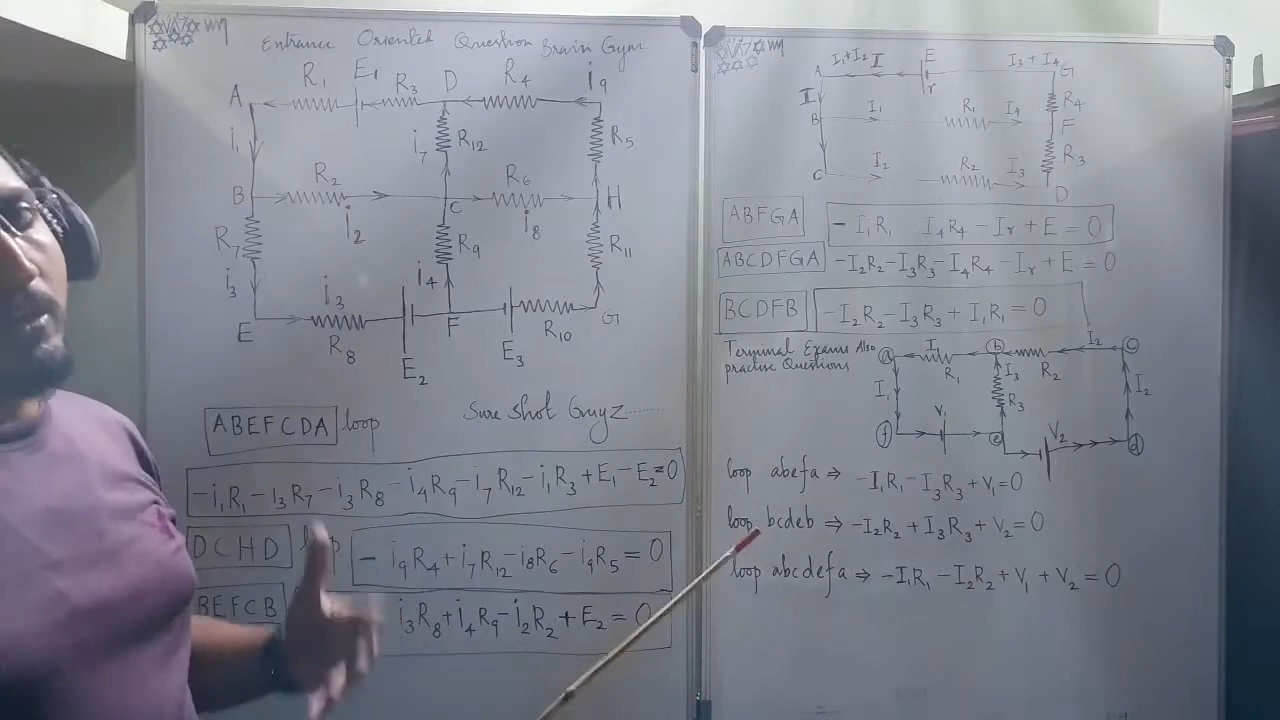 VM
Entrance Oriented Question Brain Gym
R₁ E₁ R₃ D R₄ i₉
A
i₁ i₇ R₁₂ R₅
B R₂ C R₆ H
i₂ i₈
R₇ R₉ R₁₁
i₃ i₃ i₄
E R₈ E₂ F E₃ R₁₀ G
Sure Shot Guyz.......
ABEFCDA loop
-i₁R₁-i₃R₇-i₃R₈-i₄R₉-i₇R₁₂-i₁R₃+E₁-E₂=0
DCHD loop
-i₉R₄+i₇R₁₂-i₈R₆-i₉R₅=0
BEFCB
i₃R₈+i₄R₉-i₂R₂+E₂=0
VM
A I₁+I₂ I E r I₃+I₄ G
I R₄
B I₁ R₁ I₄ F
R₃
C I₂ R₂ I₃ D
ABFGA
-I₁R₁ I₄R₄-Ir+E=0
ABCDFGA -I₂R₂-I₃R₃-I₄R₄-Ir+E=0
BCDFB -I₂R₂-I₃R₃+I₁R₁=0
Terminal Exams Also
practise Questions
a I₁ b I₂ c
R₁ I₃ R₂
I₁ R₃ I₂
f V₁ e V₂ d
loop abefa ⇒ -I₁R₁-I₃R₃+V₁=0
loop bcdeb ⇒ -I₂R₂+I₃R₃+V₂=0
loop abcdefa ⇒ -I₁R₁-I₂R₂+V₁+V₂=0